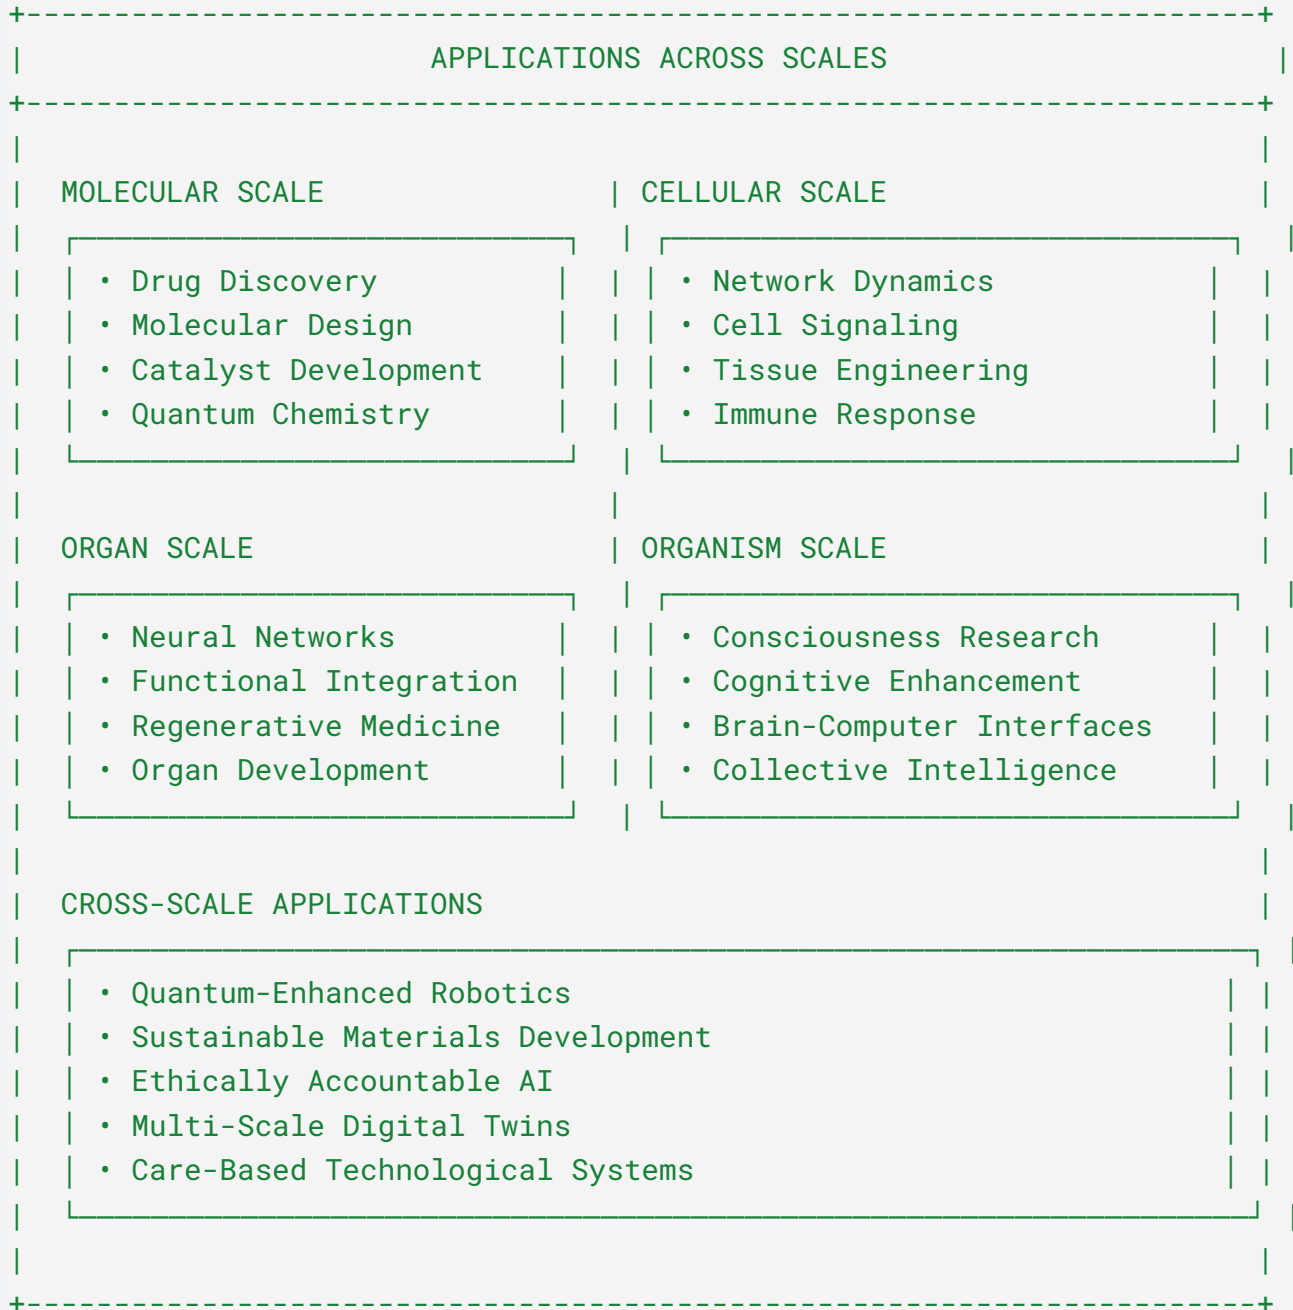 APPLICATIONS ACROSS SCALES
MOLECULAR SCALE
• Drug Discovery
• Molecular Design
• Catalyst Development
• Quantum Chemistry
CELLULAR SCALE
• Network Dynamics
• Cell Signaling
• Tissue Engineering
• Immune Response
ORGAN SCALE
• Neural Networks
• Functional Integration
• Regenerative Medicine
• Organ Development
ORGANISM SCALE
• Consciousness Research
• Cognitive Enhancement
• Brain-Computer Interfaces
• Collective Intelligence
CROSS-SCALE APPLICATIONS
• Quantum-Enhanced Robotics
• Sustainable Materials Development
• Ethically Accountable AI
• Multi-Scale Digital Twins
• Care-Based Technological Systems